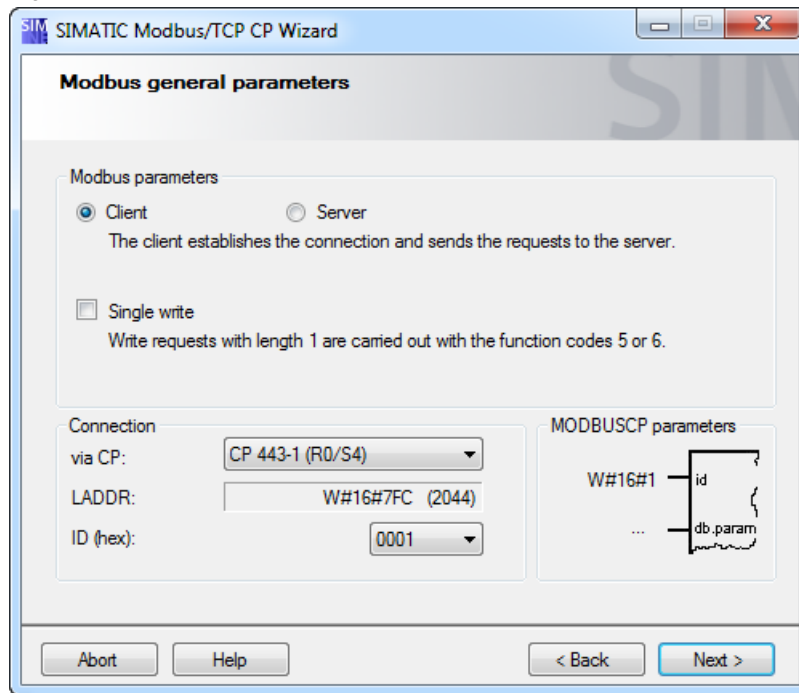 SIM
SIMATIC Modbus/TCP CP Wizard
Modbus general parameters
Modbus parameters
Client
Server
The client establishes the connection and sends the requests to the server.
Single write
Write requests with length 1 are carried out with the function codes 5 or 6.
Connection
via CP:
CP 443-1 (R0/S4)
LADDR:
W#16#7FC (2044)
ID (hex):
0001
MODBUSCP parameters
W#16#1
id
...
db.param
Abort
Help
< Back
Next >